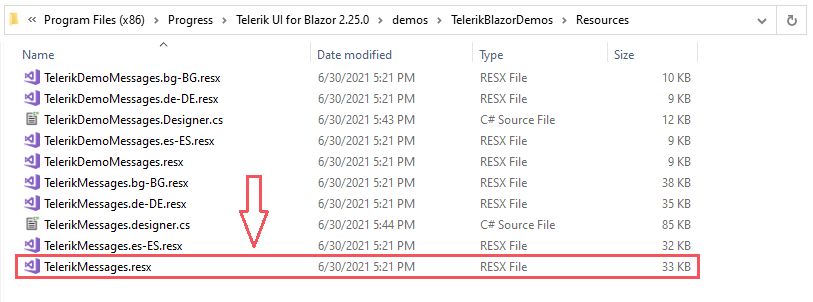 « Program Files (x86) > Progress > Telerik UI for Blazor 2.25.0 > demos > TelerikBlazorDemos > Resources
Name Date modified Type Size
TelerikDemoMessages.bg-BG.resx 6/30/2021 5:21 PM RESX File 10 KB
TelerikDemoMessages.de-DE.resx 6/30/2021 5:21 PM RESX File 9 KB
TelerikDemoMessages.Designer.cs 6/30/2021 5:43 PM C# Source File 12 KB
TelerikDemoMessages.es-ES.resx 6/30/2021 5:21 PM RESX File 9 KB
TelerikDemoMessages.resx 6/30/2021 5:21 PM RESX File 9 KB
TelerikMessages.bg-BG.resx 6/30/2021 5:21 PM RESX File 38 KB
TelerikMessages.de-DE.resx 6/30/2021 5:21 PM RESX File 35 KB
TelerikMessages.designer.cs 6/30/2021 5:44 PM C# Source File 85 KB
TelerikMessages.es-ES.resx 6/30/2021 5:21 PM RESX File 32 KB
TelerikMessages.resx 6/30/2021 5:21 PM RESX File 33 KB